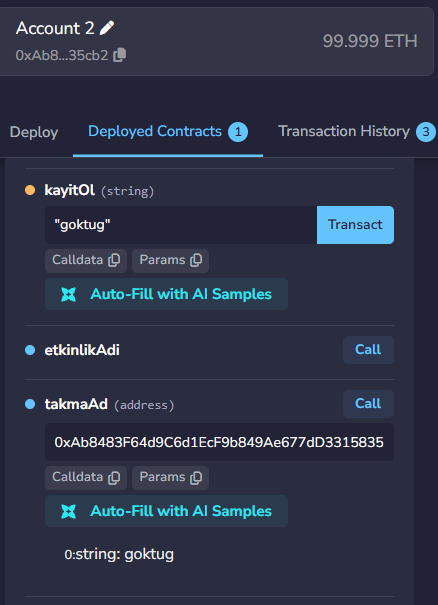 Account 2
0xAb8...35cb2
99.999 ETH
Deploy
Deployed Contracts 1
Transaction History 3
kayitOl (string)
"goktug"
Transact
Calldata
Params
Auto-Fill with AI Samples
etkinlikAdi
Call
takmaAd (address)
Call
0xAb8483F64d9C6d1EcF9b849Ae677dD3315835
Calldata
Params
Auto-Fill with AI Samples
0:string: goktug